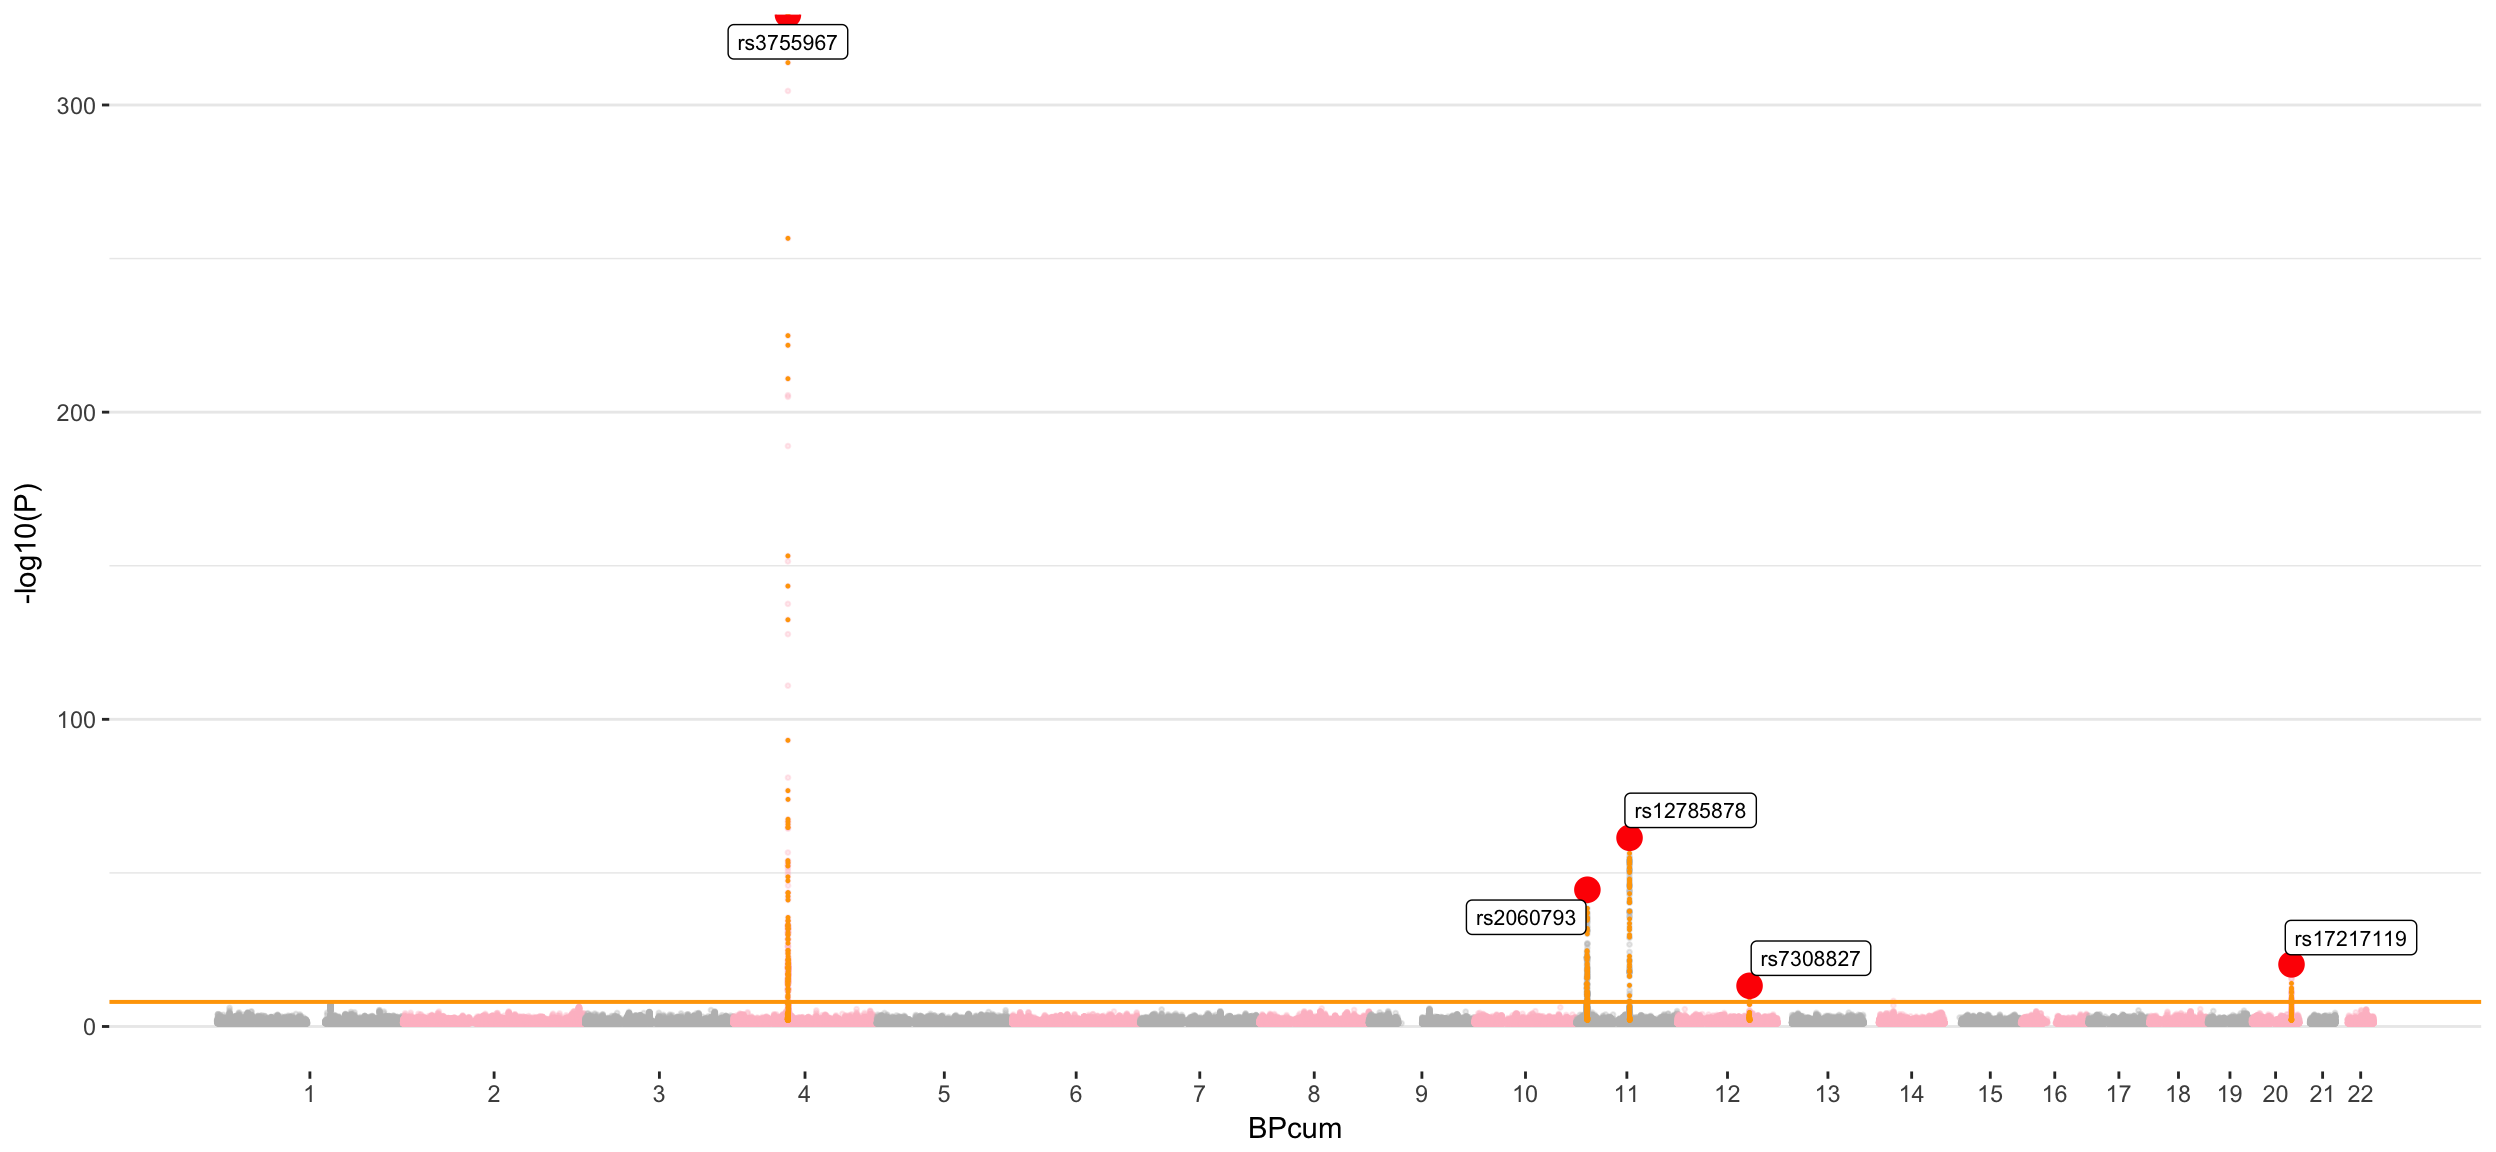 rs3755967
300
200
-log10(P)
100
rs12785878
rs2060793
rs17217119
rs7308827
0
1 2 3 4 5 6 7 8 9 10 11 12 13 14 15 16 17 18 19 20 21 22
BPcum